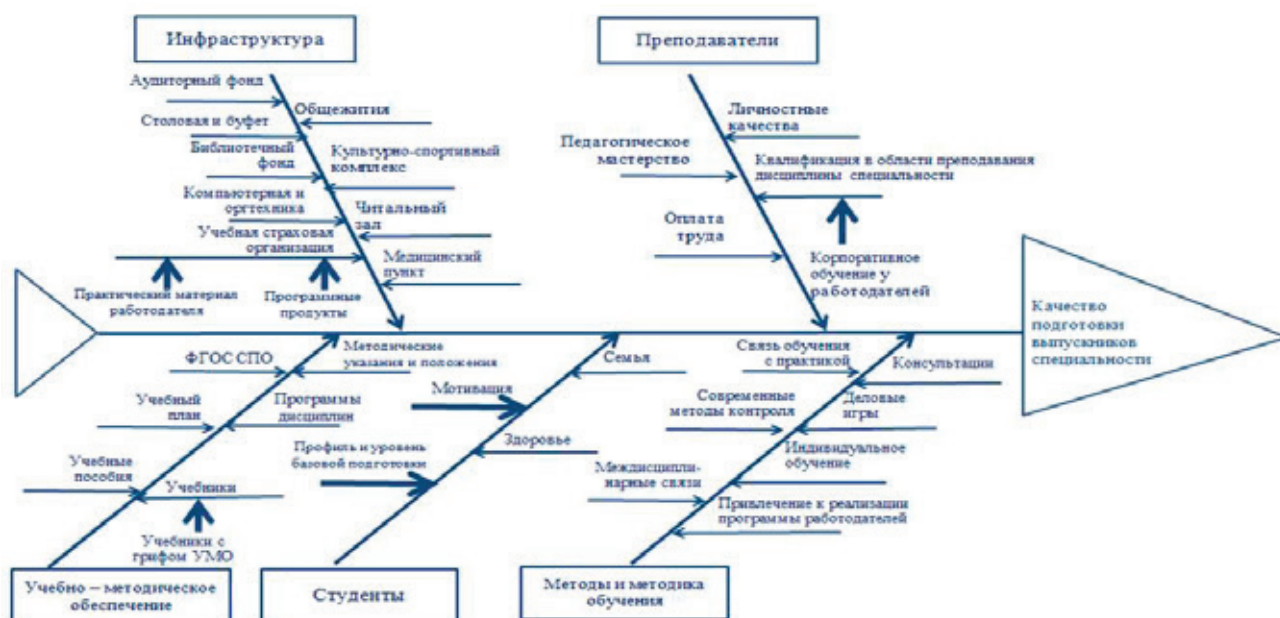 Инфраструктура
Преподаватели
Аудиторный фонд
Общежития
Столовая и буфет
Библиотечный
фонд
Культурно-спортивный
комплекс
Компьютерная и
оргтехника
Читальный
зал
Учебная страховая
организация
Медицинский
пункт
Практический материал
работодателя
Программные
продукты
Личностные
качества
Педагогическое
мастерство
Квалификация в области преподавания
дисциплины специальности
Оплата
труда
Корпоративное
обучение у
работодателей
Качество
подготовки
выпускников
специальности
ФГОС СПО
Методические
указания и положения
Учебный
план
Программы
дисциплин
Учебные
пособия
Учебники
Учебники с
грифом УМО
Семья
Мотивация
Здоровье
Профиль и уровень
базовой подготовки
Связь обучения
с практикой
Консультации
Современные
методы контроля
Деловые
игры
Индивидуальное
обучение
Междисципли-
нарные связи
Привлечение к реализации
программы работодателей
Учебно – методическое
обеспечение
Студенты
Методы и методика
обучения